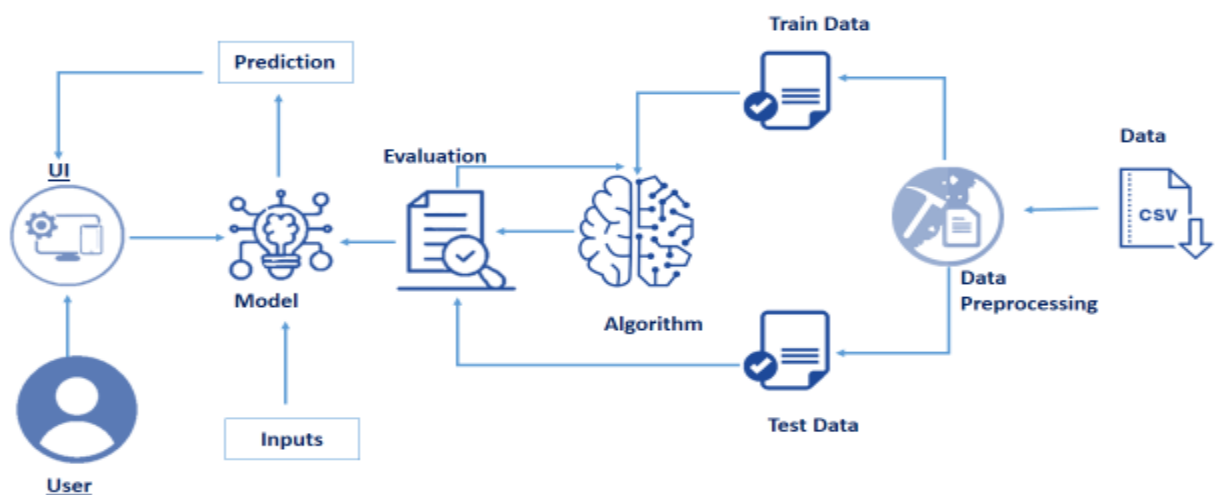 Train Data
Prediction
Data
Evaluation
UI
CSV
Model
Data
Preprocessing
Algorithm
Inputs
Test Data
User